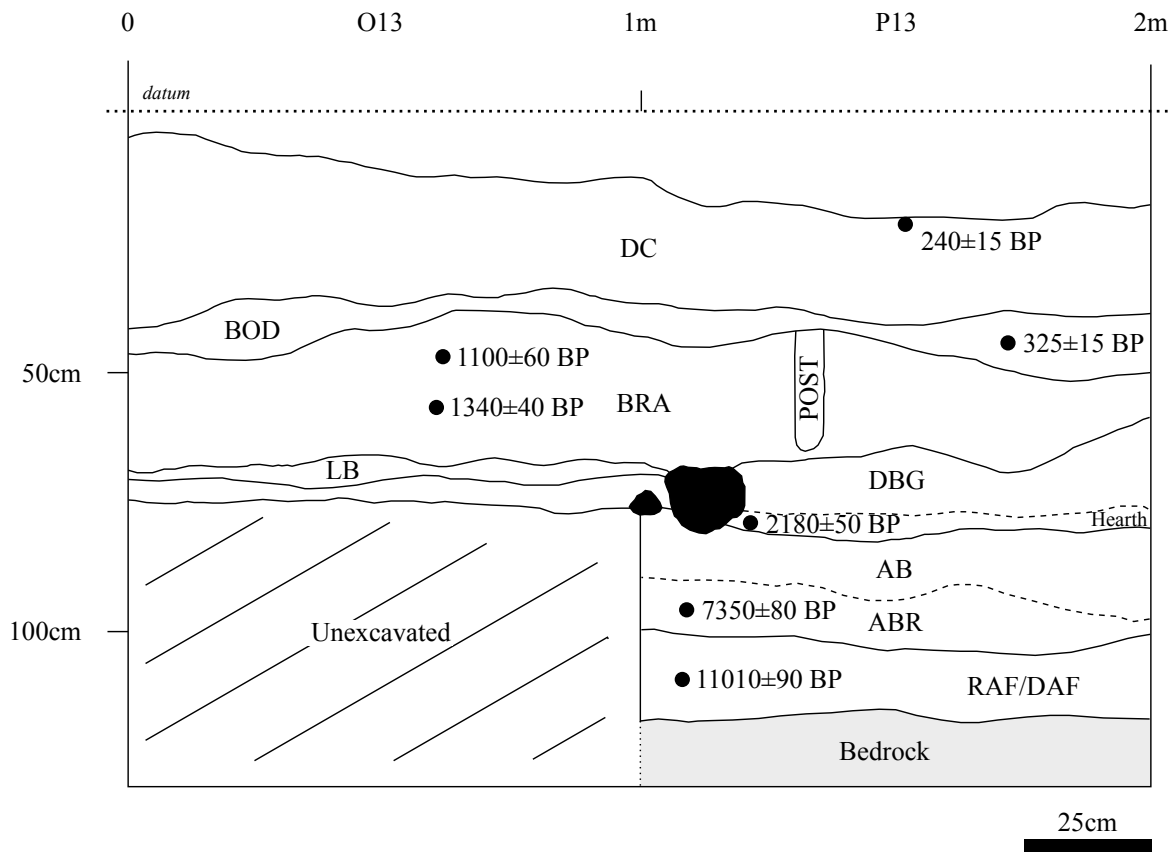 0 O13 1m P13 2m
datum
240±15 BP
DC
BOD
325±15 BP
1100±60 BP
50cm
POST
1340±40 BP BRA
LB
DBG
Hearth
2180±50 BP
AB
7350±80 BP
ABR
100cm
Unexcavated
11010±90 BP
RAF/DAF
Bedrock
25cm